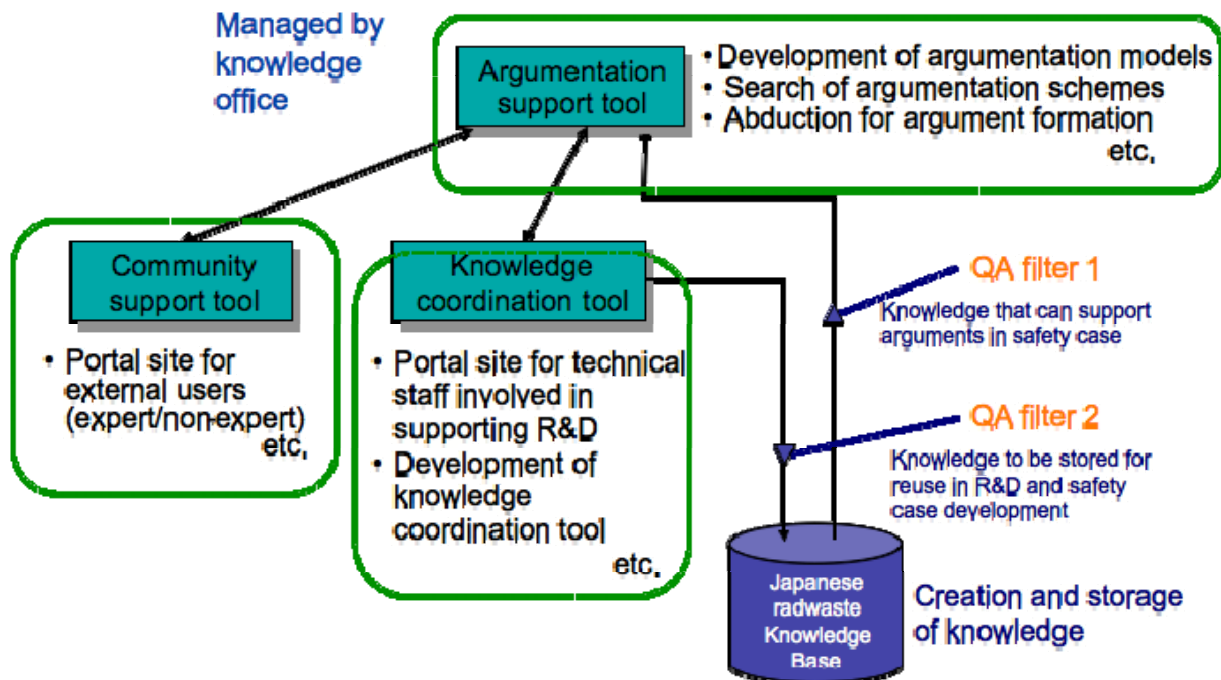 Managed by
knowledge
office
Argumentation
support tool
• Development of argumentation models
• Search of argumentation schemes
• Abduction for argument formation
etc.
Community
support tool
• Portal site for
external users
(expert/non-expert)
etc.
Knowledge
coordination tool
• Portal site for technical
staff involved in
supporting R&D
• Development of
knowledge
coordination tool
etc.
QA filter 1
Knowledge that can support
arguments in safety case
QA filter 2
Knowledge to be stored for
reuse in R&D and safety
case development
Japanese
radwaste
Knowledge
Base
Creation and storage
of knowledge